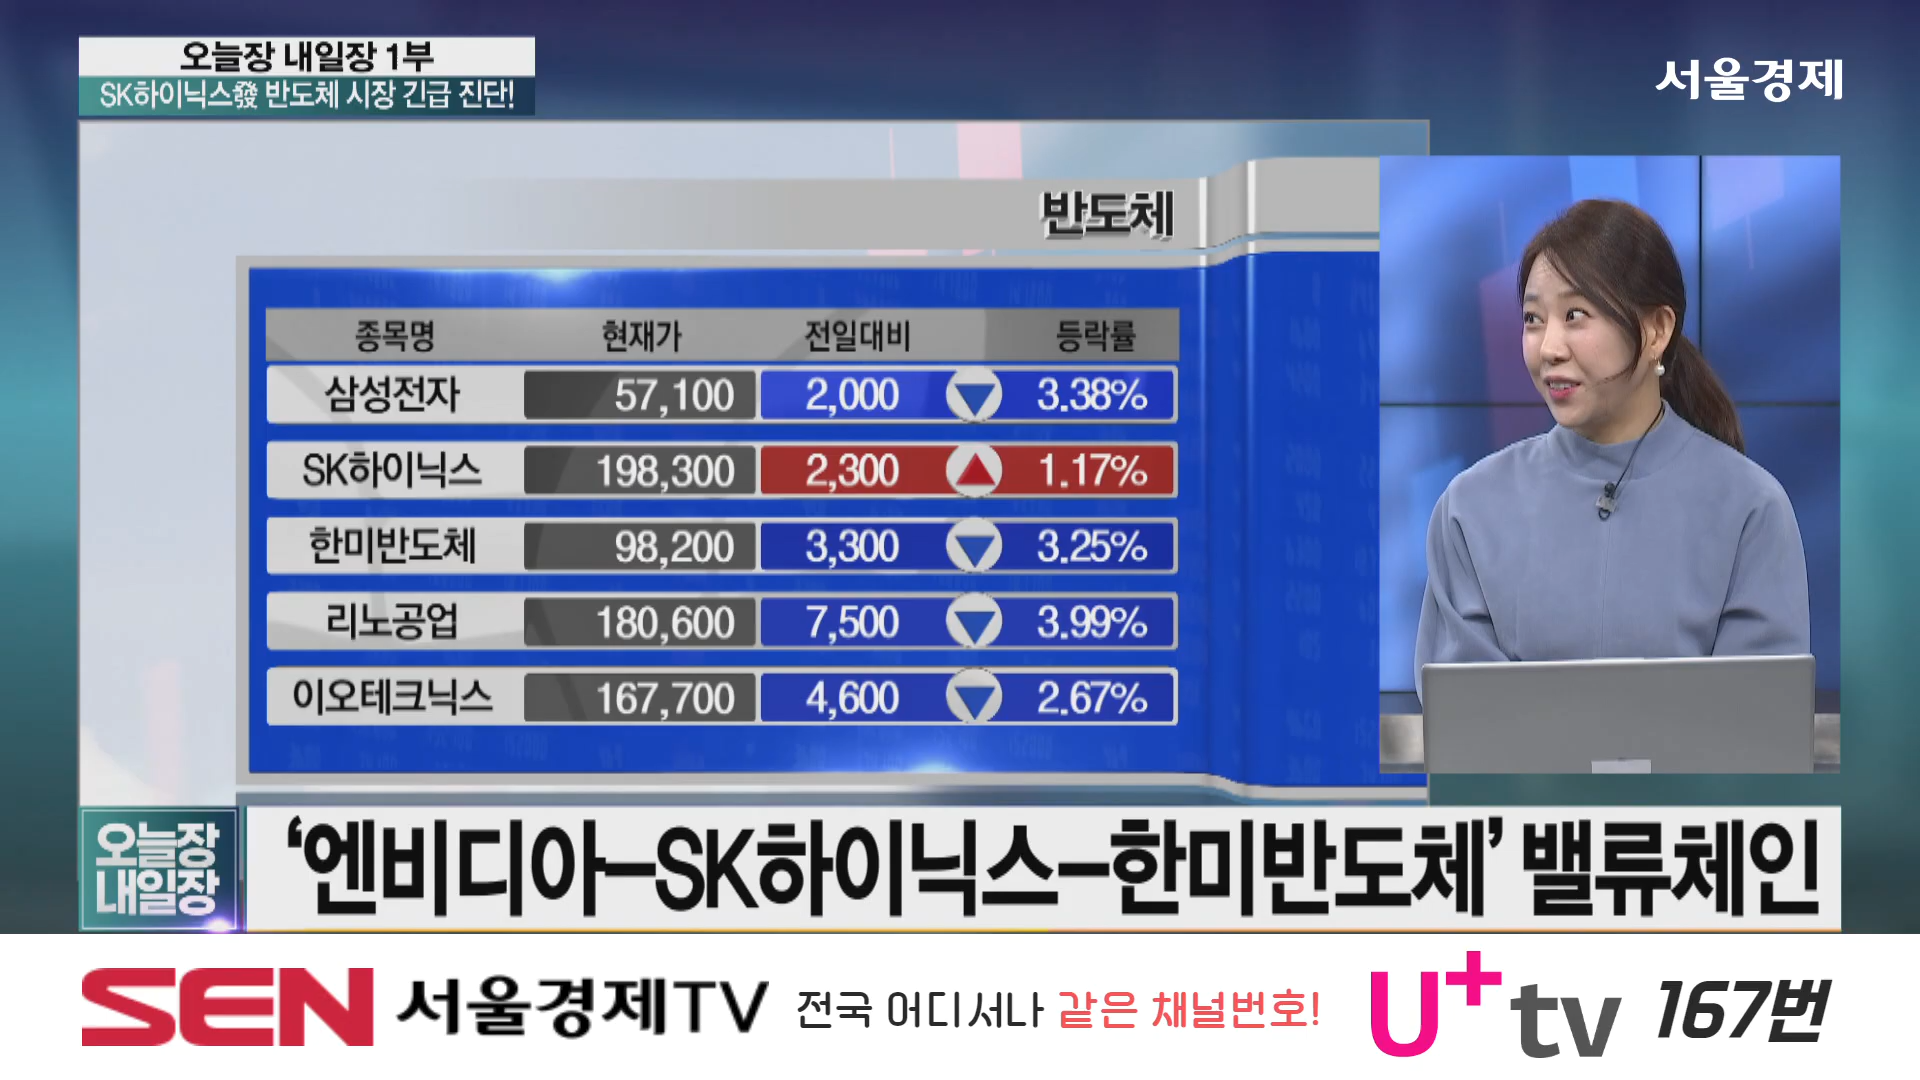 오늘장 내일장 1부
SK하이닉스發 반도체 시장 긴급 진단!
서울경제
반도체
종목명 현재가 전일대비 등락률
삼성전자 57,100 2,000 ▼ 3.38%
SK하이닉스 198,300 2,300 ▲ 1.17%
한미반도체 98,200 3,300 ▼ 3.25%
리노공업 180,600 7,500 ▼ 3.99%
이오테크닉스 167,700 4,600 ▼ 2.67%
오늘장
내일장
‘엔비디아-SK하이닉스-한미반도체’ 밸류체인
SEN 서울경제TV 전국 어디서나 같은 채널번호! U+tv 167번